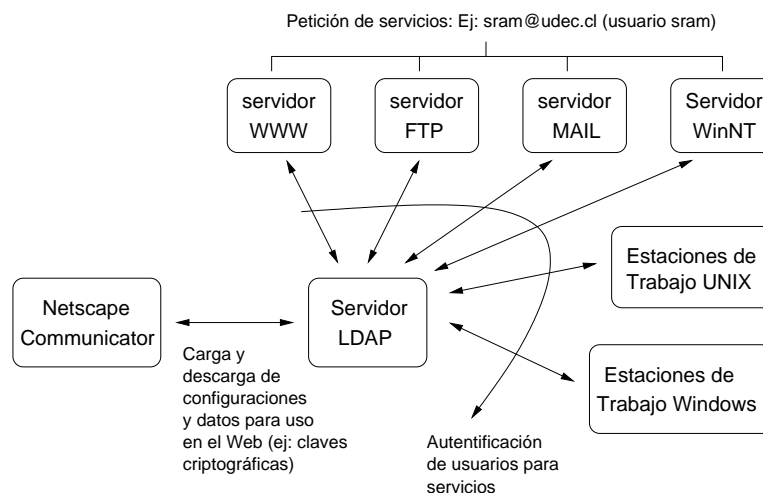 Petición de servicios: Ej: sram@udec.cl (usuario sram)
servidor
WWW
servidor
FTP
servidor
MAIL
Servidor
WinNT
Estaciones de
Trabajo UNIX
Netscape
Communicator
Servidor
LDAP
Carga y
descarga de
configuraciones
y datos para uso
en el Web (ej: claves
criptográficas)
Estaciones de
Trabajo Windows
Autentificación
de usuarios para
servicios